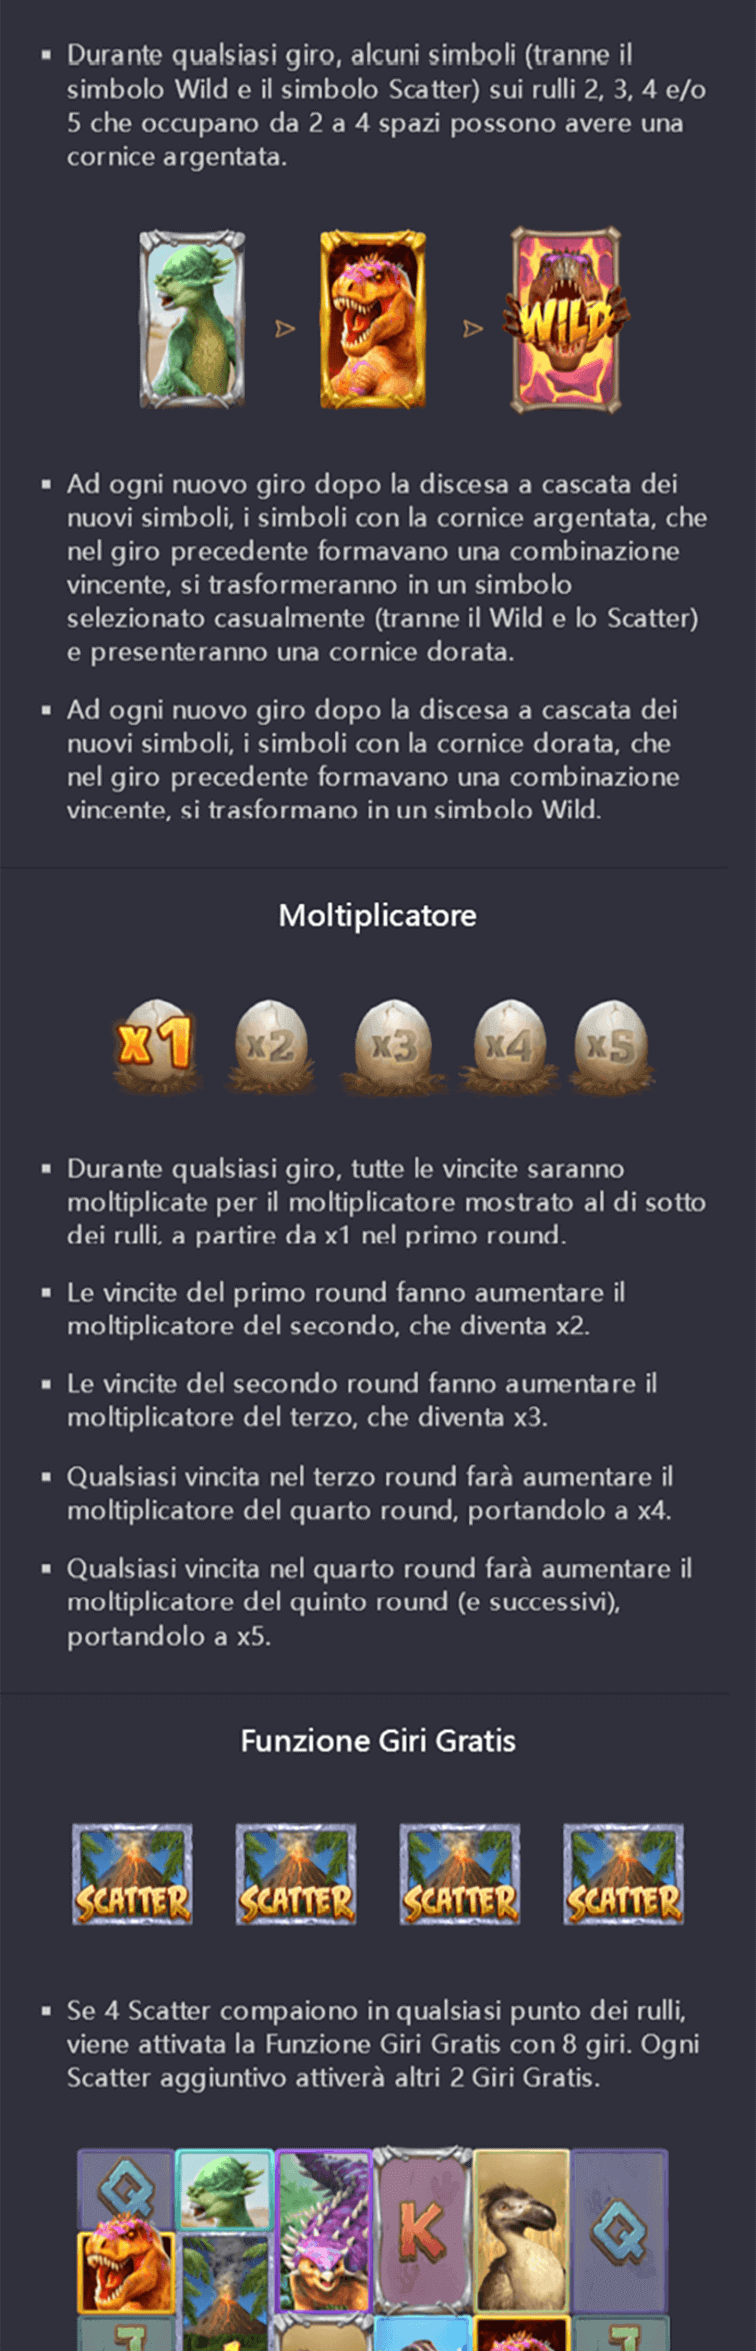 ▪ Durante qualsiasi giro, alcuni simboli (tranne il
simbolo Wild e il simbolo Scatter) sui rulli 2, 3, 4 e/o
5 che occupano da 2 a 4 spazi possono avere una
cornice argentata.
WILD
▪ Ad ogni nuovo giro dopo la discesa a cascata dei
nuovi simboli, i simboli con la cornice argentata, che
nel giro precedente formavano una combinazione
vincente, si trasformeranno in un simbolo
selezionato casualmente (tranne il Wild e lo Scatter)
e presenteranno una cornice dorata.
▪ Ad ogni nuovo giro dopo la discesa a cascata dei
nuovi simboli, i simboli con la cornice dorata, che
nel giro precedente formavano una combinazione
vincente, si trasformano in un simbolo Wild.
Moltiplicatore
x1 x2 x3 x4 x5
▪ Durante qualsiasi giro, tutte le vincite saranno
moltiplicate per il moltiplicatore mostrato al di sotto
dei rulli, a partire da x1 nel primo round.
▪ Le vincite del primo round fanno aumentare il
moltiplicatore del secondo, che diventa x2.
▪ Le vincite del secondo round fanno aumentare il
moltiplicatore del terzo, che diventa x3.
▪ Qualsiasi vincita nel terzo round farà aumentare il
moltiplicatore del quarto round, portandolo a x4.
▪ Qualsiasi vincita nel quarto round farà aumentare il
moltiplicatore del quinto round (e successivi),
portandolo a x5.
Funzione Giri Gratis
SCATTER SCATTER SCATTER SCATTER
▪ Se 4 Scatter compaiono in qualsiasi punto dei rulli,
viene attivata la Funzione Giri Gratis con 8 giri. Ogni
Scatter aggiuntivo attiverà altri 2 Giri Gratis.
Q K Q